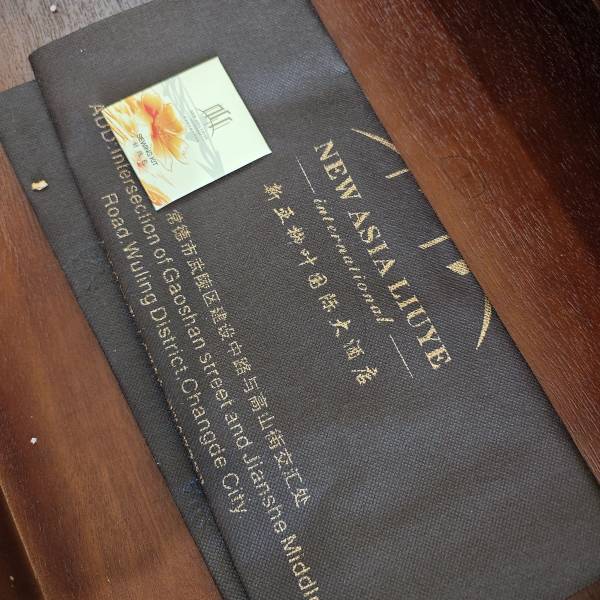 NEW ASIA LIUYE
international
新亚柳叶国际大酒店
常德市武陵区建设中路与高山街交汇处
ADD:Intersection of Gaoshan street and Jianshe Middle
Road,Wuling District,Changde City.
SEWING KIT